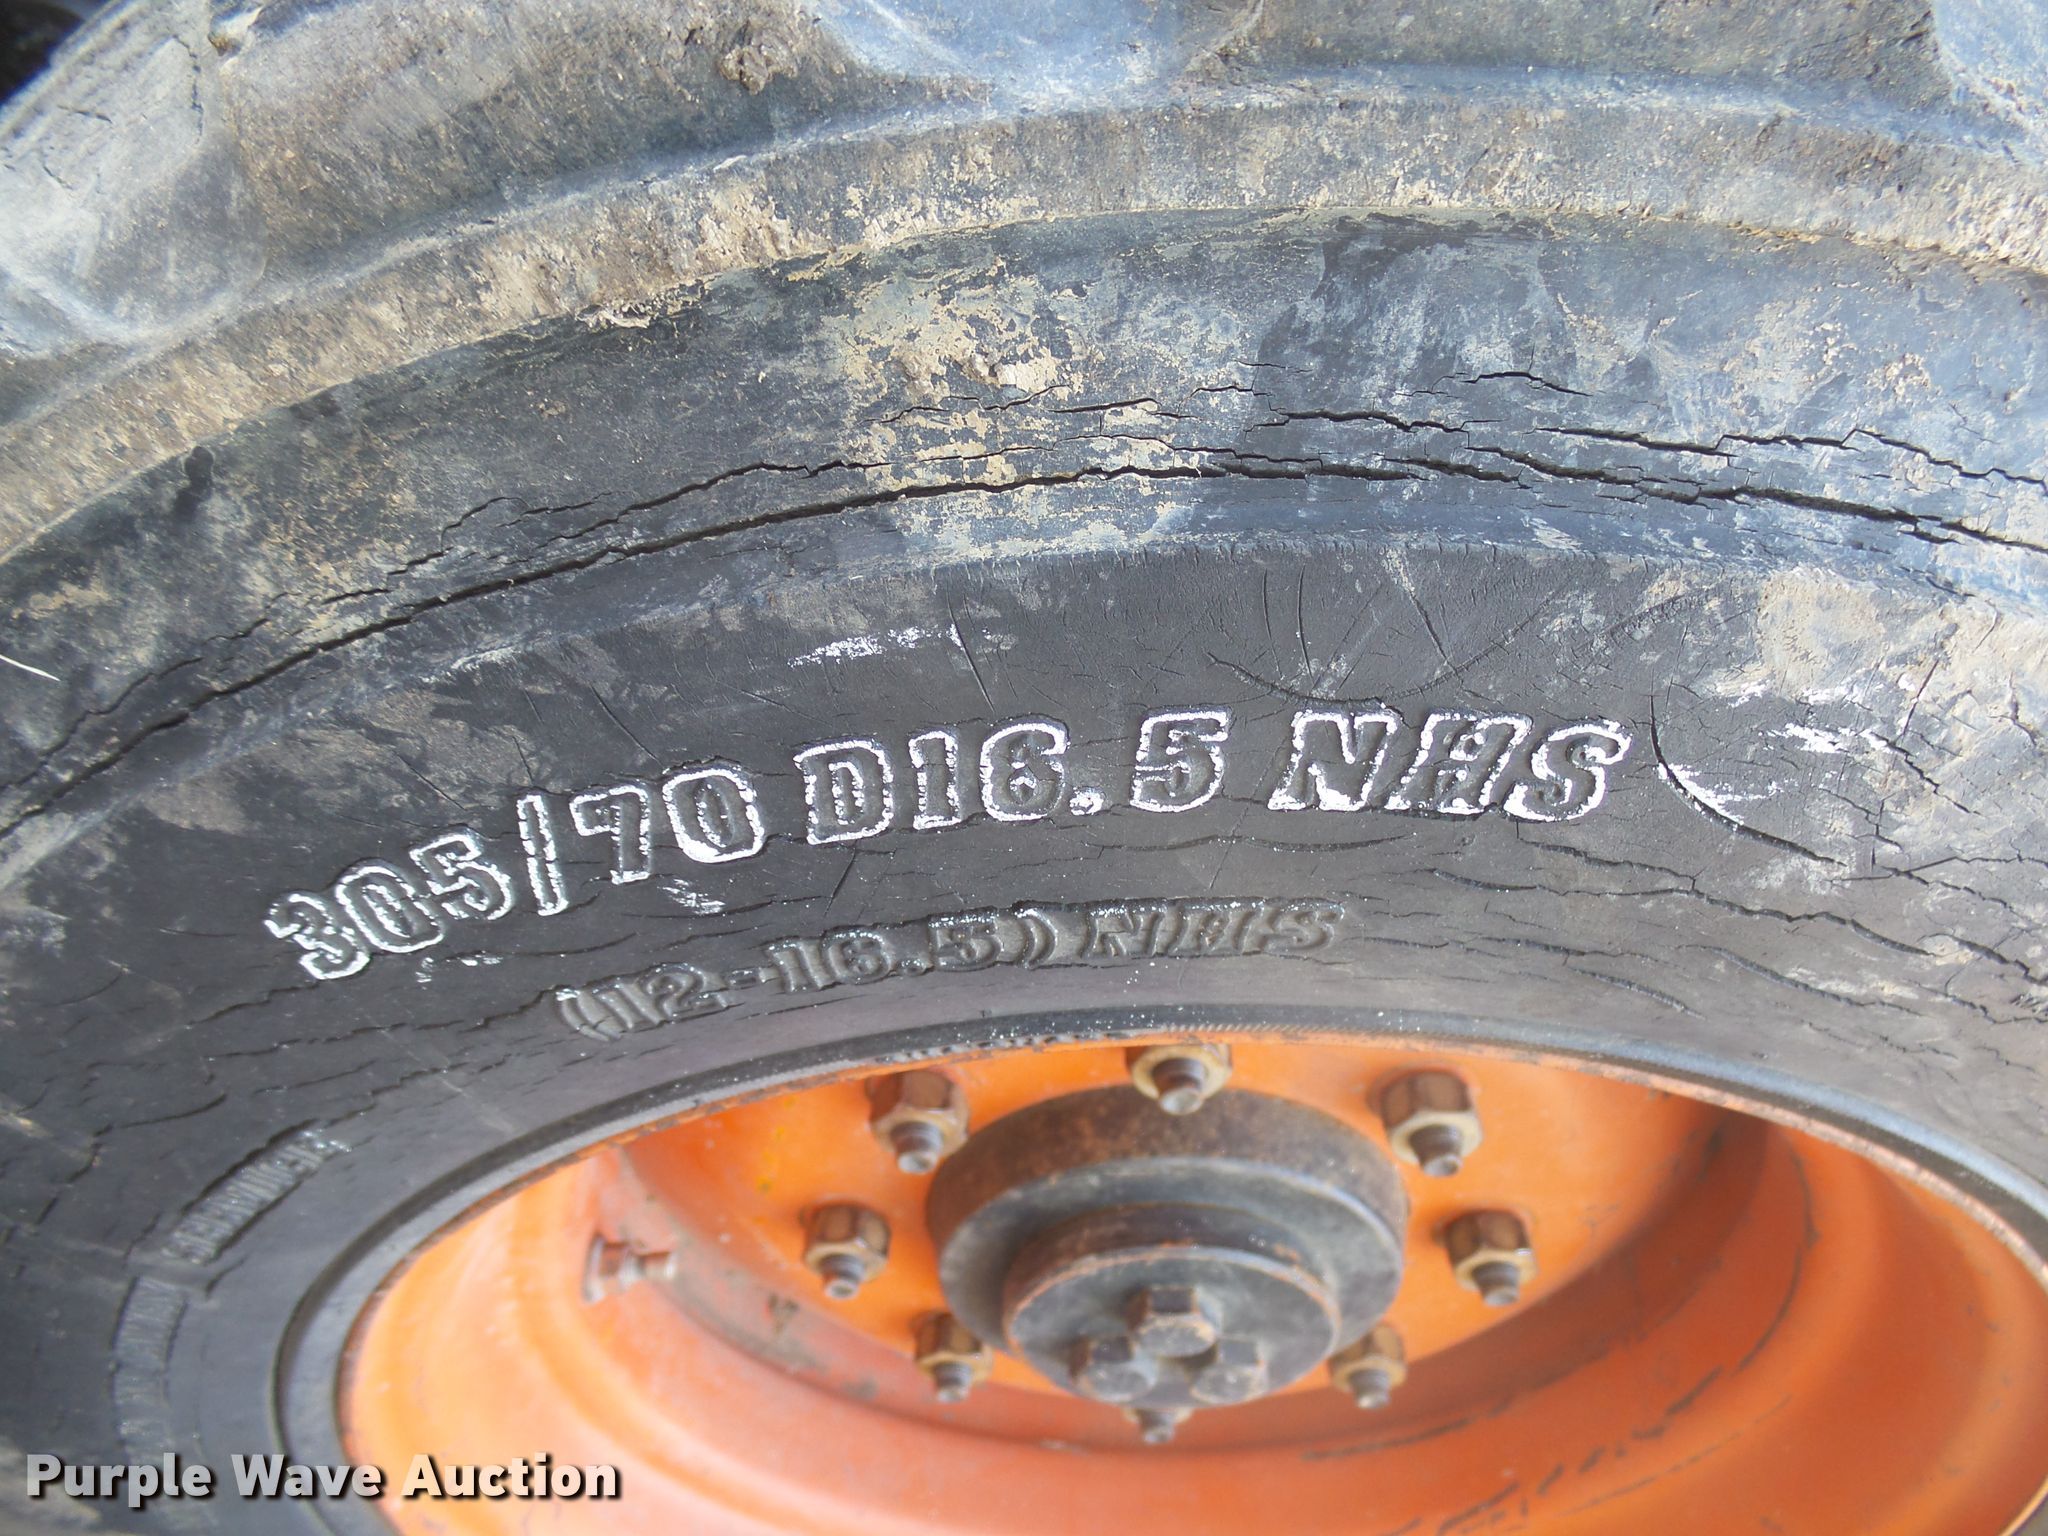 305/70 D16.5 NHS
(12-16.5) NHS
Purple Wave Auction